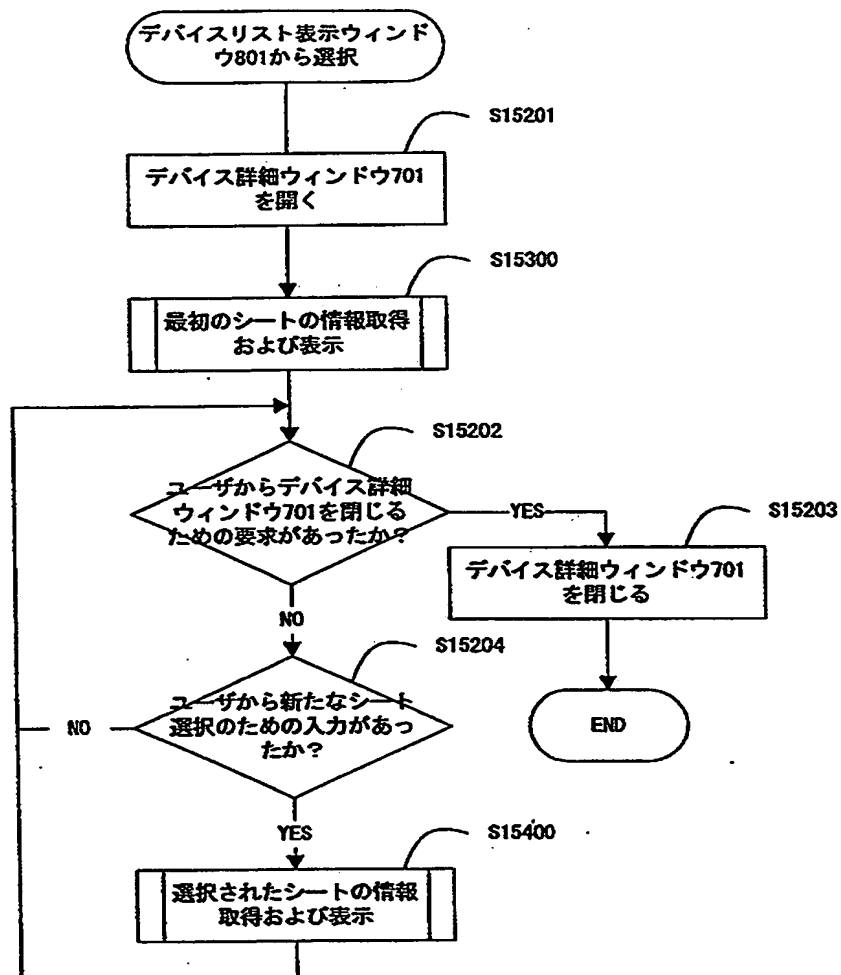 デバイスリスト表示ウィンド
ウ801から選択
S15201
デバイス詳細ウィンドウ701
を開く
S15300
最初のシートの情報取得
および表示
S15202
ユーザからデバイス詳細
ウィンドウ701を閉じる
ための要求があったか?
YES
S15203
デバイス詳細ウィンドウ701
を閉じる
NO
S15204
ユーザから新たなシート
選択のための入力があっ
たか?
NO
END
YES
S15400
選択されたシートの情報
取得および表示